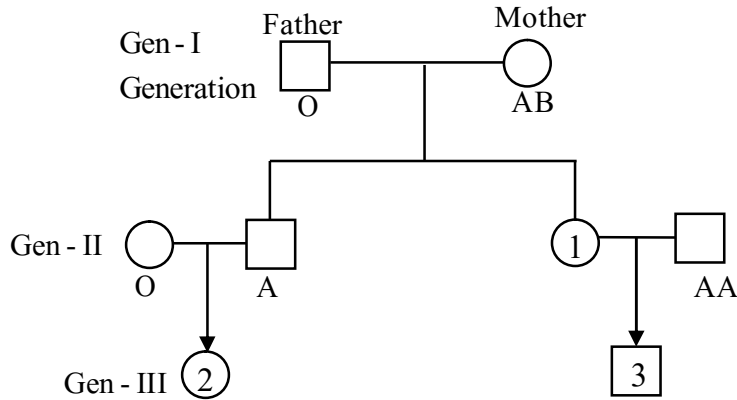 Father
Mother
Gen - I
Generation
O
AB
Gen - II
1
O
A
AA
Gen - III
2
3